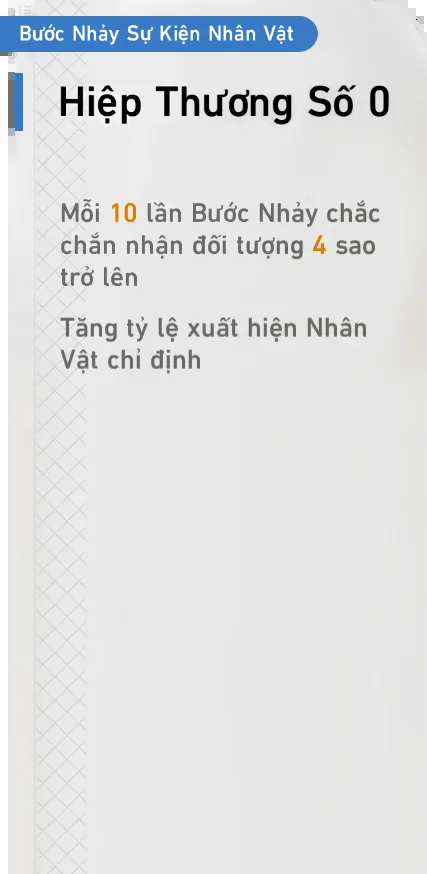 Bước Nhảy Sự Kiện Nhân Vật
Hiệp Thương Số 0
Mỗi 10 lần Bước Nhảy chắc
chắn nhận đối tượng 4 sao
trở lên
Tăng tỷ lệ xuất hiện Nhân
Vật chỉ định